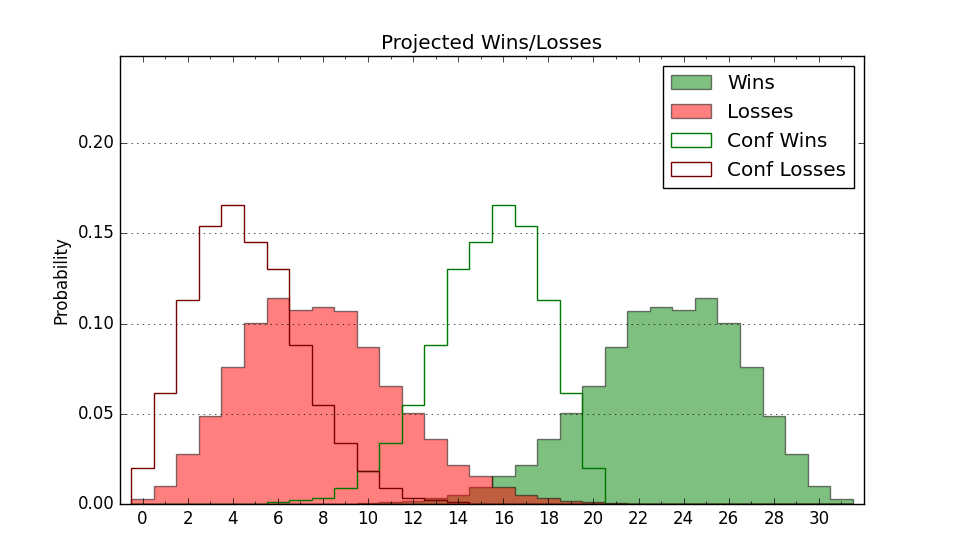 Projected Wins/Losses
Wins
Losses
Conf Wins
Conf Losses
Probability
0.20
0.15
0.10
0.05
0.00
0 2 4 6 8 10 12 14 16 18 20 22 24 26 28 30